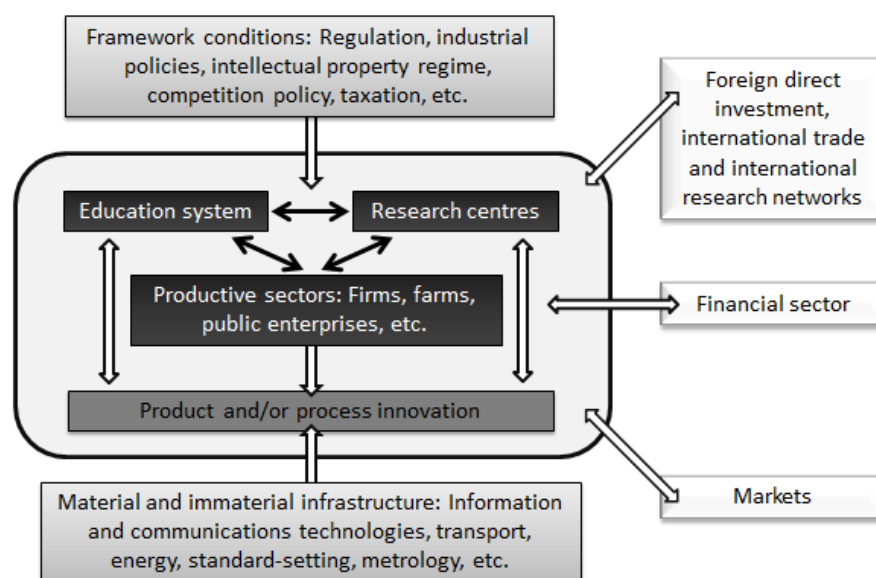 Framework conditions: Regulation, industrial
policies, intellectual property regime,
competition policy, taxation, etc.
Foreign direct
investment,
international trade
and international
research networks
Education system
Research centres
Productive sectors: Firms, farms,
public enterprises, etc.
Financial sector
Product and/or process innovation
Material and immaterial infrastructure: Information
and communications technologies, transport,
energy, standard-setting, metrology, etc.
Markets